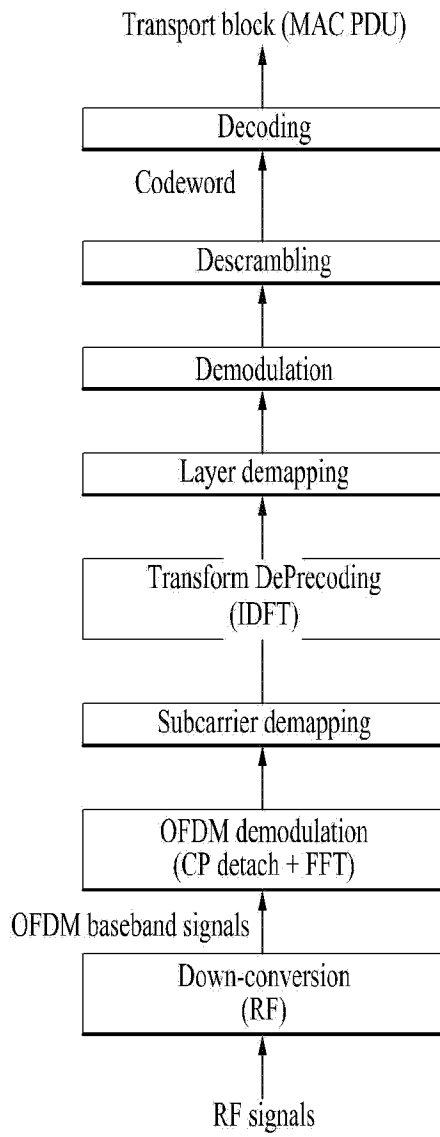 Transport block (MAC PDU)
Decoding
Codeword
Descrambling
Demodulation
Layer demapping
Transform DePrecoding
(IDFT)
Subcarrier demapping
OFDM demodulation
(CP detach + FFT)
OFDM baseband signals
Down-conversion
(RF)
RF signals